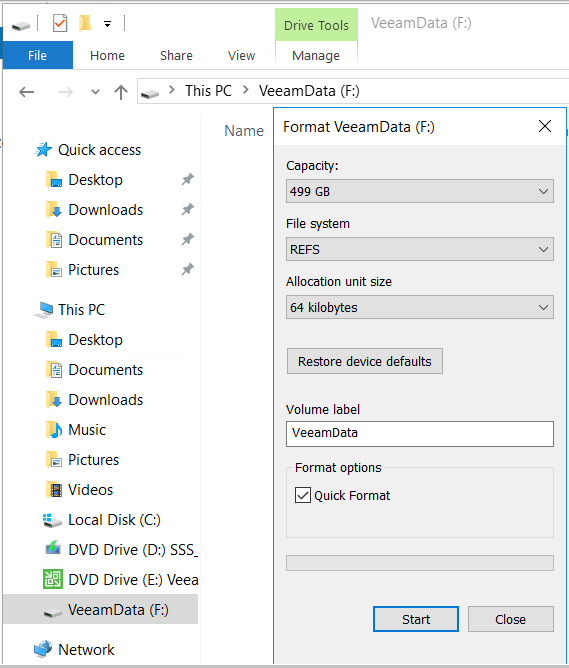 Drive Tools
VeeamData (F:)
File
Home
Share
View
Manage
This PC
VeeamData (F:)
Name
Quick access
Desktop
Downloads
Documents
Pictures
This PC
Desktop
Documents
Downloads
Music
Pictures
Videos
Local Disk (C:)
DVD Drive (D:) SSS_
DVD Drive (E:) Veea
VeeamData (F:)
Network
Format VeeamData (F:)
Capacity:
499 GB
File system
REFS
Allocation unit size
64 kilobytes
Restore device defaults
Volume label
VeeamData
Format options
Quick Format
Start
Close